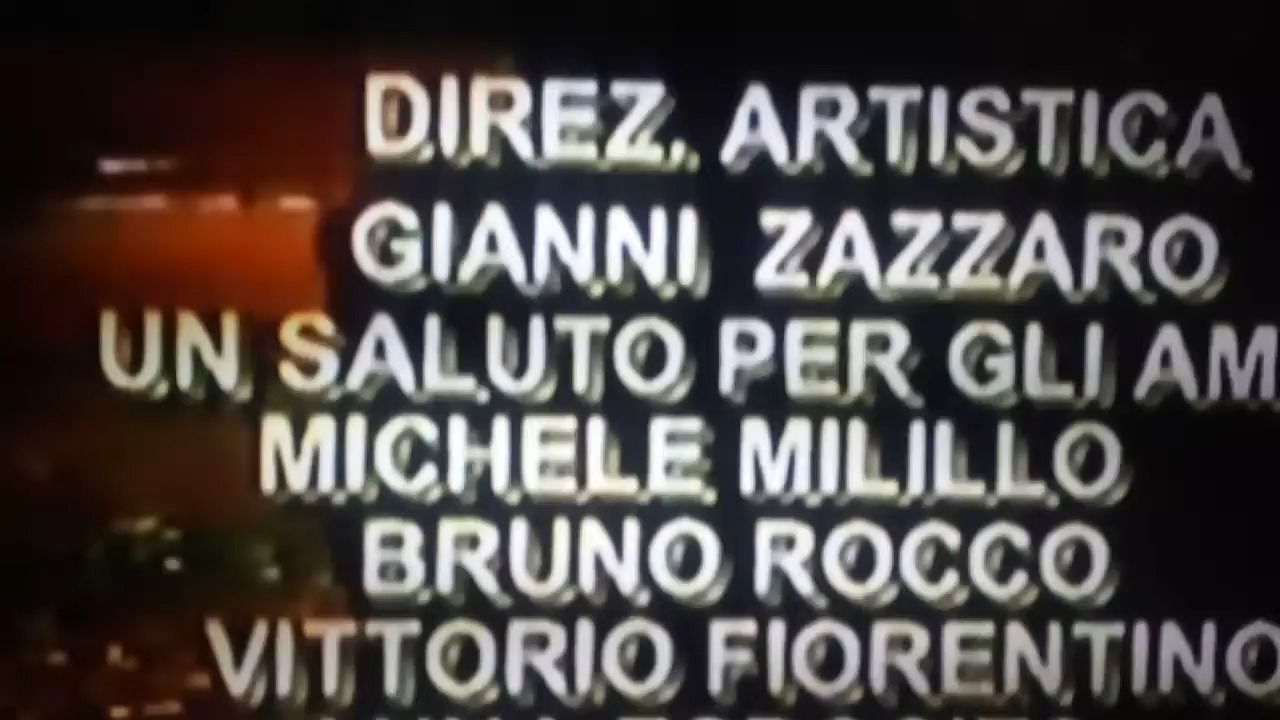 DIREZ. ARTISTICA
GIANNI ZAZZARO
UN SALUTO PER GLI AM
MICHELE MILILLO
BRUNO ROCCO
VITTORIO FIORENTINO